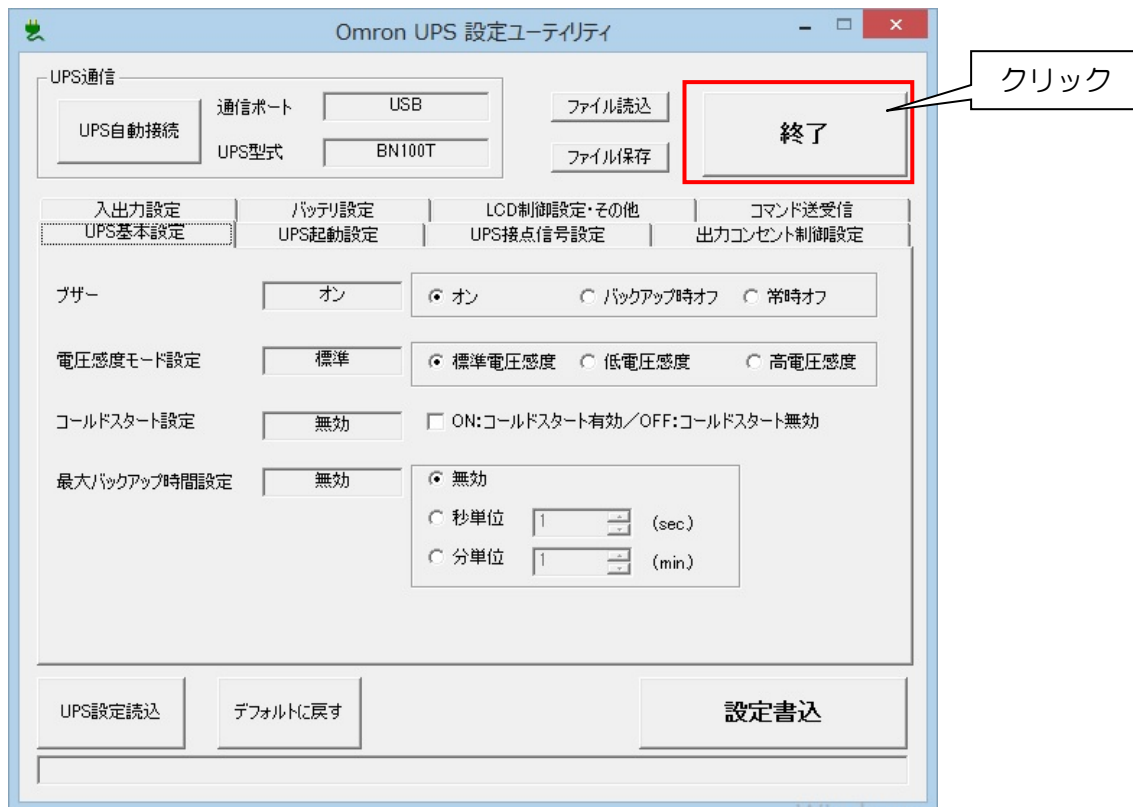 Omron UPS 設定ユーティリティ
クリック
UPS通信
UPS自動接続
通信ポート
USB
UPS型式
BN100T
ファイル読込
ファイル保存
終了
入出力設定
バッテリ設定
LCD制御設定・その他
コマンド送受信
UPS基本設定
UPS起動設定
UPS接点信号設定
出力コンセント制御設定
ブザー
オン
オン
バックアップ時オフ
常時オフ
電圧感度モード設定
標準
標準電圧感度
低電圧感度
高電圧感度
コールドスタート設定
無効
ON:コールドスタート有効/OFF:コールドスタート無効
最大バックアップ時間設定
無効
無効
秒単位
1
(sec.)
分単位
1
(min.)
UPS設定読込
デフォルトに戻す
設定書込